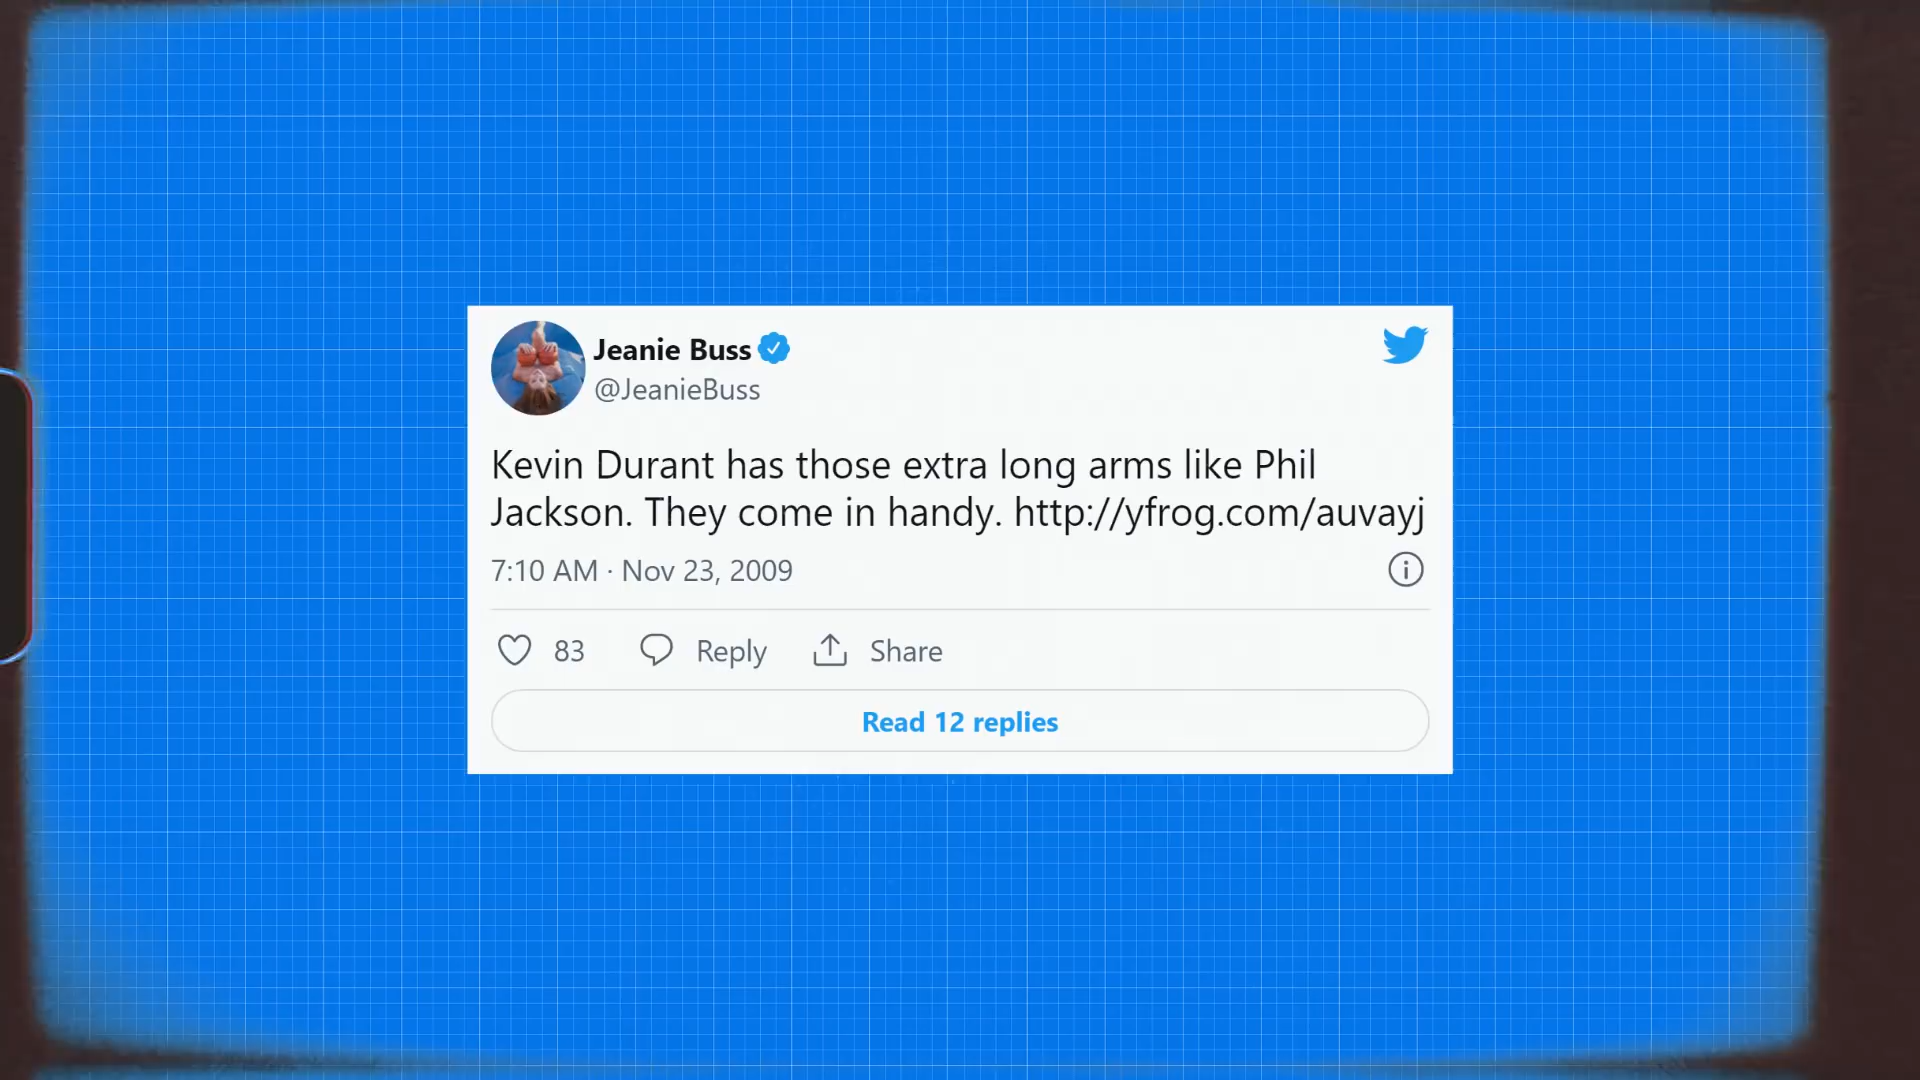 Jeanie Buss
@JeanieBuss
Kevin Durant has those extra long arms like Phil
Jackson. They come in handy. http://yfrog.com/auvayj
7:10 AM · Nov 23, 2009
83 Reply Share
Read 12 replies